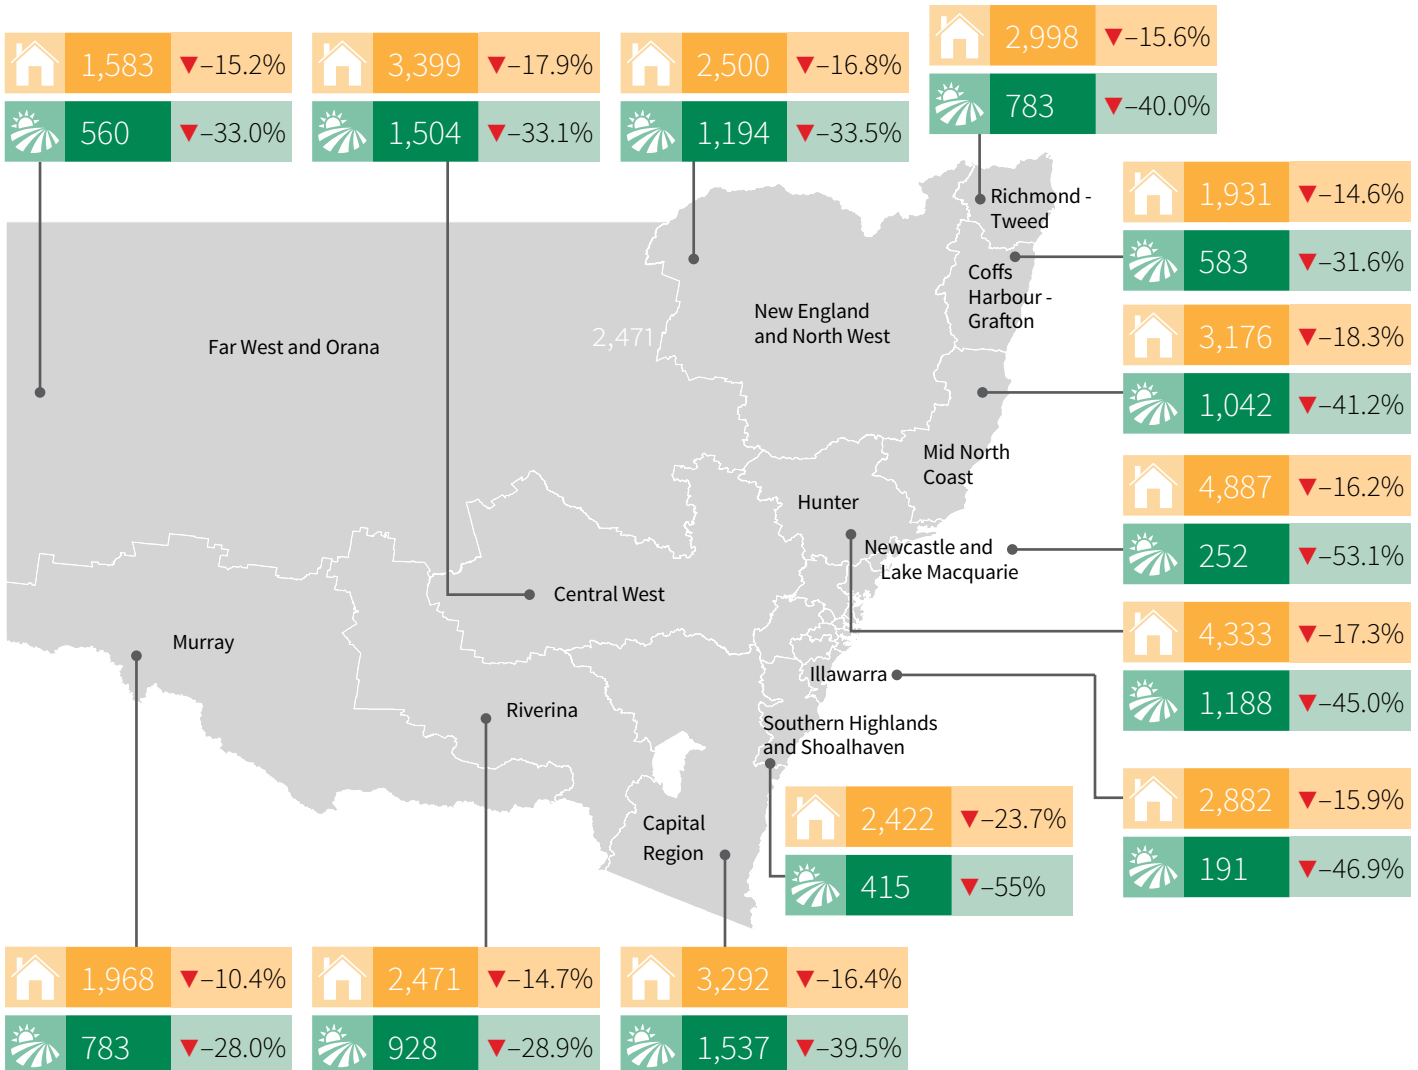 1,583 ▼–15.2%
560 ▼–33.0%
3,399 ▼–17.9%
1,504 ▼–33.1%
2,500 ▼–16.8%
1,194 ▼–33.5%
2,998 ▼–15.6%
783 ▼–40.0%
1,931 ▼–14.6%
583 ▼–31.6%
3,176 ▼–18.3%
1,042 ▼–41.2%
4,887 ▼–16.2%
252 ▼–53.1%
4,333 ▼–17.3%
1,188 ▼–45.0%
2,882 ▼–15.9%
191 ▼–46.9%
Richmond -
Tweed
Coffs
Harbour -
Grafton
New England
and North West
2,471
Far West and Orana
Mid North
Coast
Hunter
Newcastle and
Lake Macquarie
Central West
Murray
Illawarra
Riverina
Southern Highlands
and Shoalhaven
Capital
Region
2,422 ▼–23.7%
415 ▼–55%
1,968 ▼–10.4%
783 ▼–28.0%
2,471 ▼–14.7%
928 ▼–28.9%
3,292 ▼–16.4%
1,537 ▼–39.5%